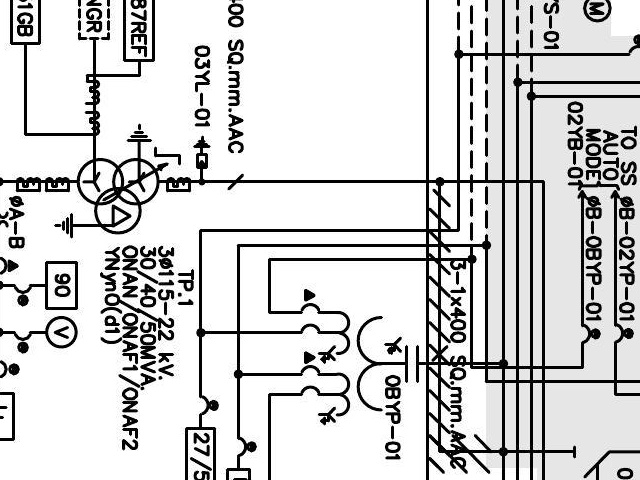 51GB
NGR
87REF
400 SQ.mm.AAC
03YL-01
YS-01
M
TO SS
AUTO
MODE
02YB-01
ØB-02YP-01
ØB-0BYP-01
ØA-B
90
V
TP.1
3Ø115-22 kV.
30/40/50MVA.
ONAN/ONAF1/ONAF2
YNyn0(d1)
3-1x400 SQ.mm.AAC
0BYP-01
27/5